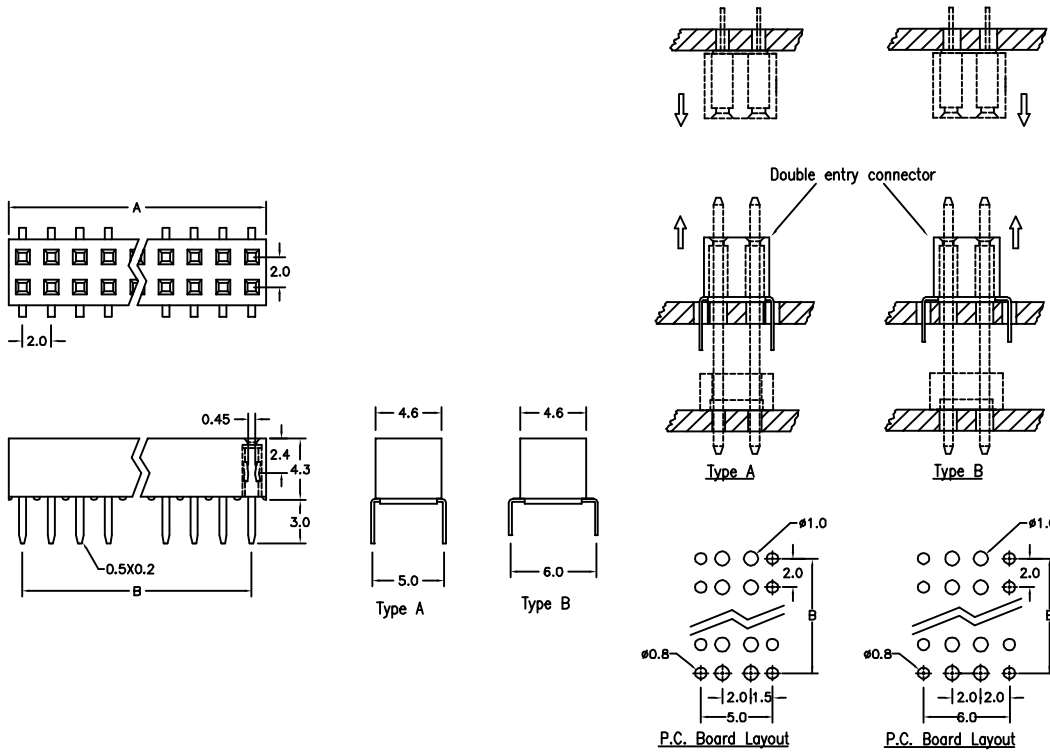 Double entry connector
A
2.0
2.0
0.45
2.4
4.3
3.0
0.5X0.2
B
4.6
5.0
Type A
4.6
6.0
Type B
Type A
Type B
ø1.0
2.0
B
ø0.8
2.0 1.5
5.0
P.C. Board Layout
ø1.0
2.0
ø0.8
2.0 2.0
6.0
P.C. Board Layout